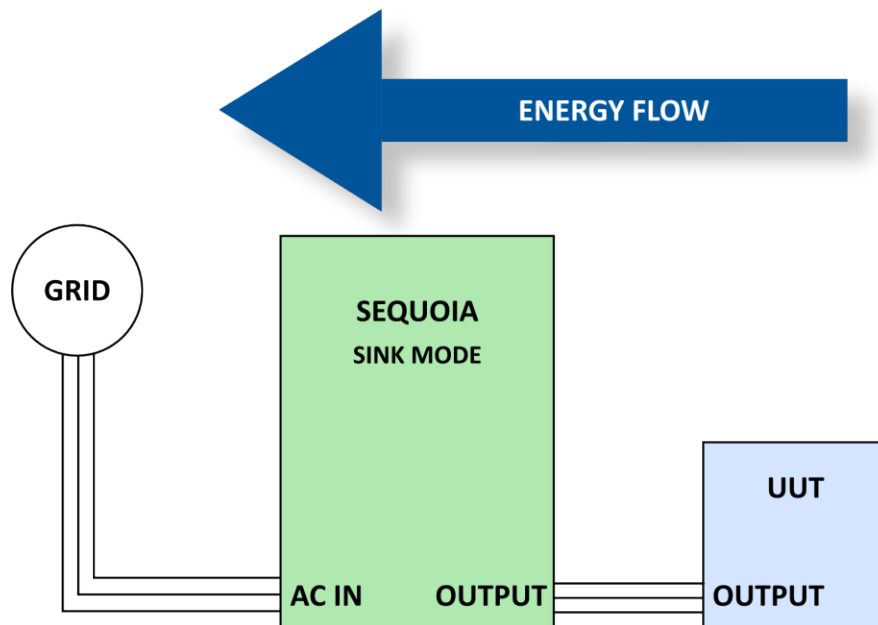 ENERGY FLOW
GRID
SEQUOIA
SINK MODE
UUT
AC IN
OUTPUT
OUTPUT